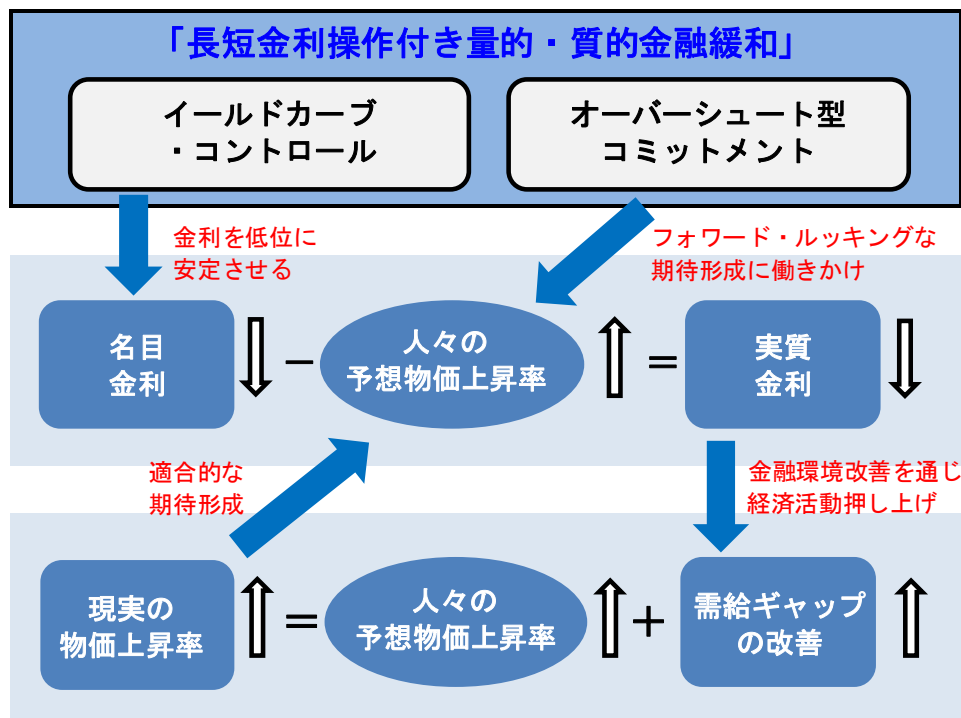 「長短金利操作付き量的・質的金融緩和」
イールドカーブ
・コントロール
オーバーシュート型
コミットメント
金利を低位に
安定させる
フォワード・ルッキングな
期待形成に働きかけ
名目
金利
－
人々の
予想物価上昇率
＝
実質
金利
適合的な
期待形成
金融環境改善を通じ
経済活動押し上げ
現実の
物価上昇率
＝
人々の
予想物価上昇率
＋
需給ギャップ
の改善